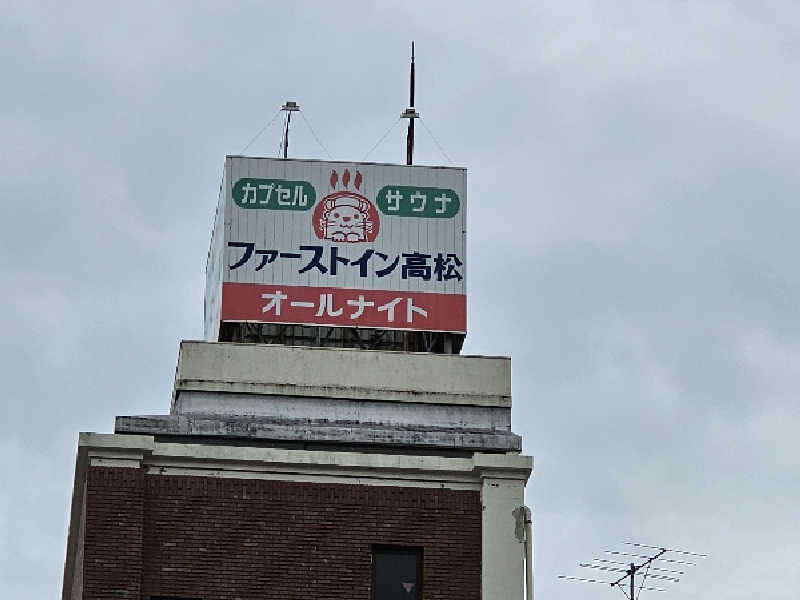 カプセル サウナ
ファーストイン高松
オールナイト